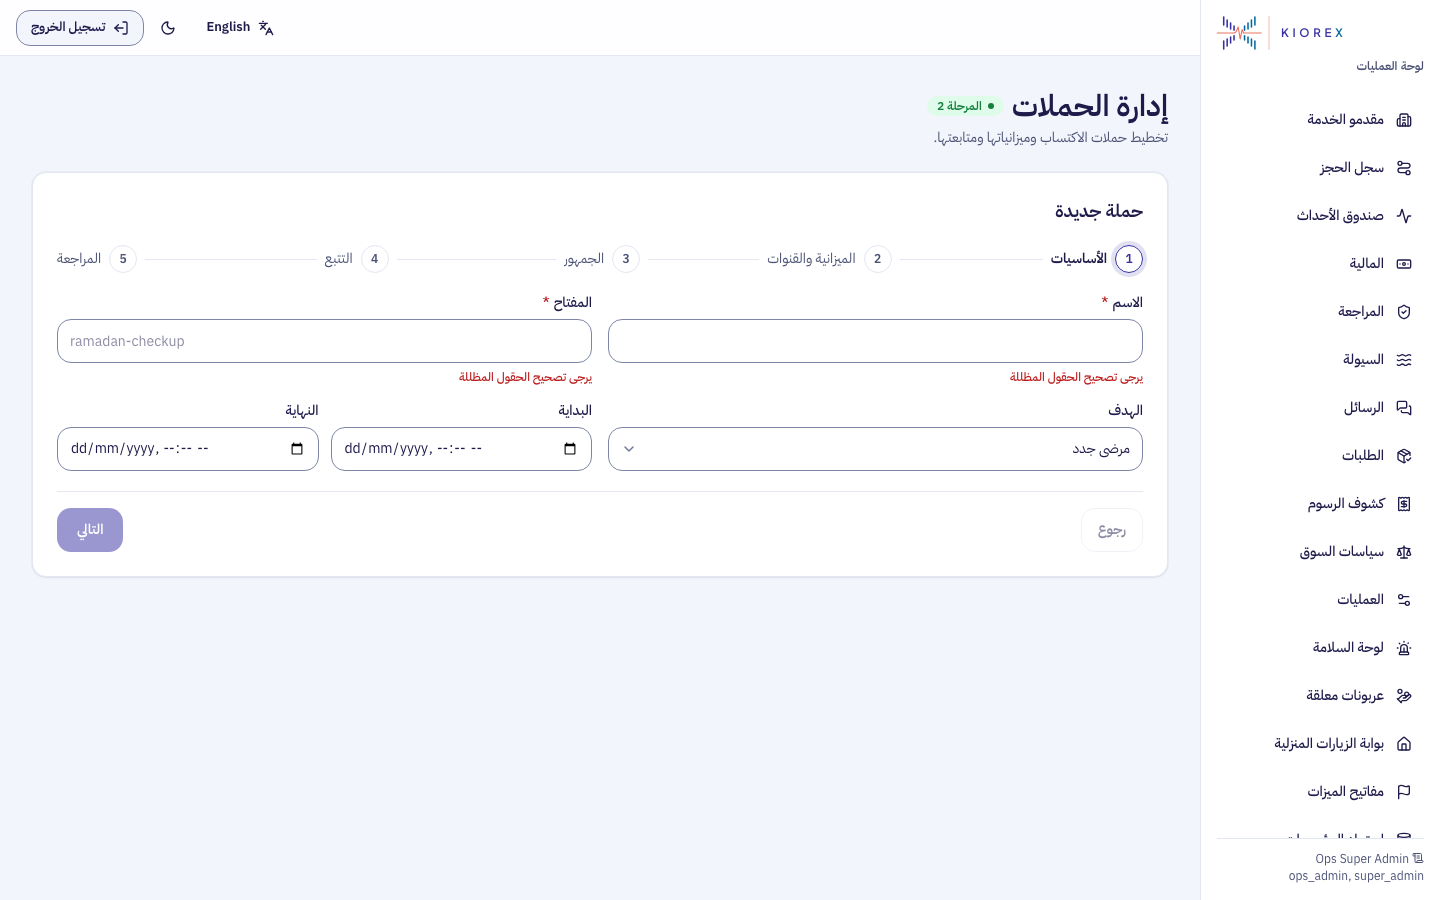 KIOREX
لوحة العمليات
مقدمو الخدمة
سجل الحجز
صندوق الأحداث
المالية
المراجعة
السيولة
الرسائل
الطلبات
كشوف الرسوم
سياسات السوق
العمليات
لوحة السلامة
عربونات معلقة
بوابة الزيارات المنزلية
مفاتيح الميزات
Ops Super Admin
ops_admin, super_admin
English
تسجيل الخروج
إدارة الحملات
المرحلة 2
تخطيط حملات الاكتساب وميزانياتها ومتابعتها.
حملة جديدة
1 الأساسيات
2 الميزانية والقنوات
3 الجمهور
4 التتبع
5 المراجعة
الاسم *
المفتاح *
ramadan-checkup
يرجى تصحيح الحقول المظللة
يرجى تصحيح الحقول المظللة
الهدف
البداية
النهاية
مرضى جدد
dd/mm/yyyy, --:-- --
dd/mm/yyyy, --:-- --
رجوع
التالي